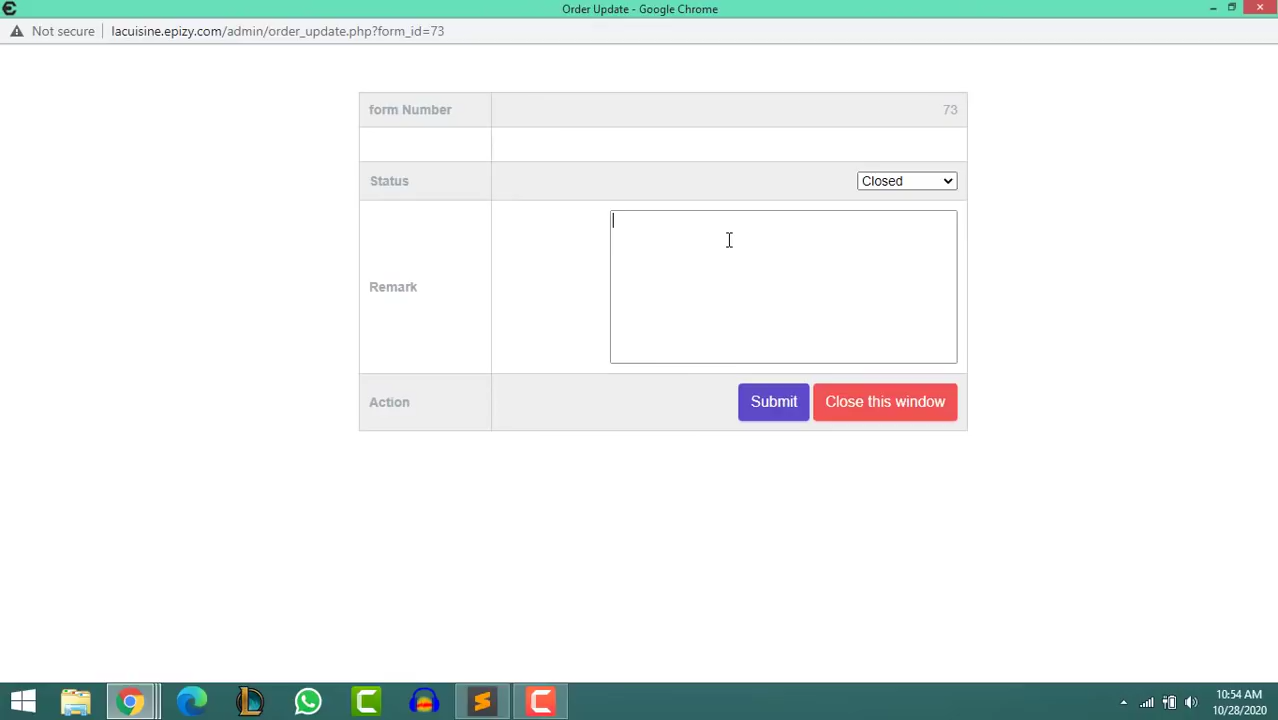 Order Update - Google Chrome
Not secure
lacuisine.epizy.com/admin/order_update.php?form_id=73
form Number
73
Status
Closed
Remark
Action
Submit
Close this window
10:54 AM
10/28/2020